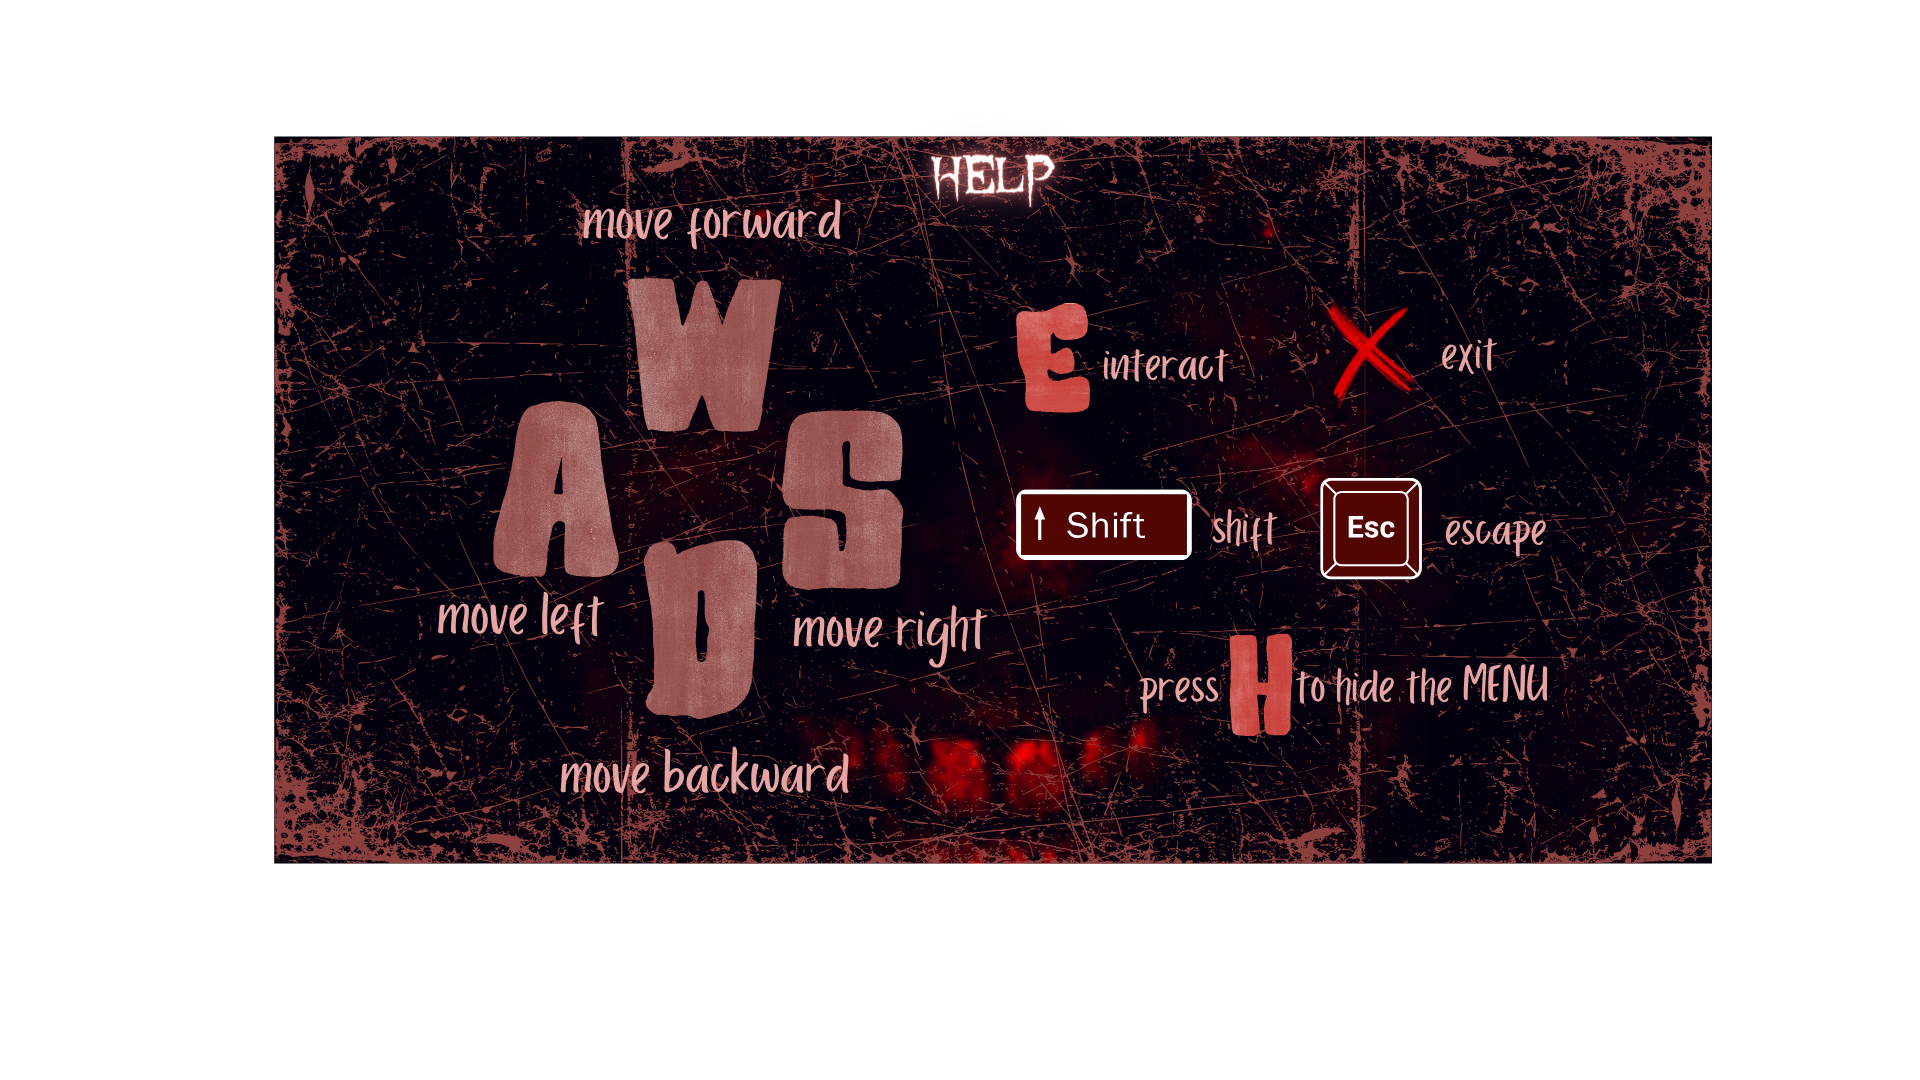 HELP
move forward
W
A
S
D
move left
move right
move backward
E interact
X exit
Shift shift
Esc escape
press H to hide the MENU